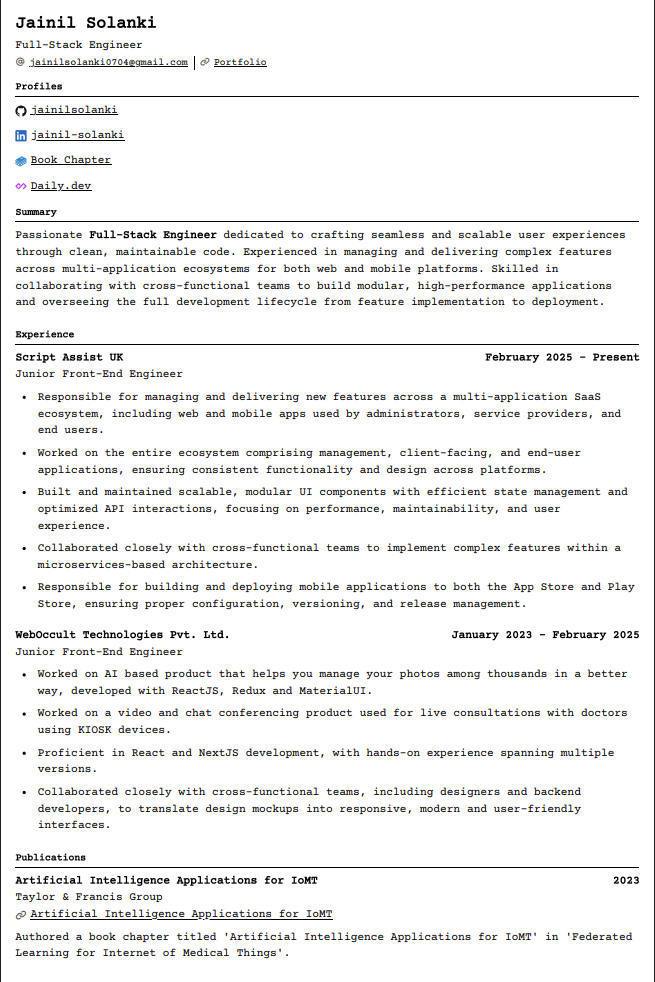 Jainil Solanki
Full-Stack Engineer
jainilsolanki0704@gmail.com | Portfolio
Profiles
jainilsolanki
jainil-solanki
Book Chapter
Daily.dev
Summary
Passionate Full-Stack Engineer dedicated to crafting seamless and scalable user experiences
through clean, maintainable code. Experienced in managing and delivering complex features
across multi-application ecosystems for both web and mobile platforms. Skilled in
collaborating with cross-functional teams to build modular, high-performance applications
and overseeing the full development lifecycle from feature implementation to deployment.
Experience
Script Assist UK February 2025 - Present
Junior Front-End Engineer
• Responsible for managing and delivering new features across a multi-application SaaS
ecosystem, including web and mobile apps used by administrators, service providers, and
end users.
• Worked on the entire ecosystem comprising management, client-facing, and end-user
applications, ensuring consistent functionality and design across platforms.
• Built and maintained scalable, modular UI components with efficient state management and
optimized API interactions, focusing on performance, maintainability, and user
experience.
• Collaborated closely with cross-functional teams to implement complex features within a
microservices-based architecture.
• Responsible for building and deploying mobile applications to both the App Store and Play
Store, ensuring proper configuration, versioning, and release management.
WebOccult Technologies Pvt. Ltd. January 2023 - February 2025
Junior Front-End Engineer
• Worked on AI based product that helps you manage your photos among thousands in a better
way, developed with ReactJS, Redux and MaterialUI.
• Worked on a video and chat conferencing product used for live consultations with doctors
using KIOSK devices.
• Proficient in React and NextJS development, with hands-on experience spanning multiple
versions.
• Collaborated closely with cross-functional teams, including designers and backend
developers, to translate design mockups into responsive, modern and user-friendly
interfaces.
Publications
Artificial Intelligence Applications for IoMT 2023
Taylor & Francis Group
Artificial Intelligence Applications for IoMT
Authored a book chapter titled 'Artificial Intelligence Applications for IoMT' in 'Federated
Learning for Internet of Medical Things'.